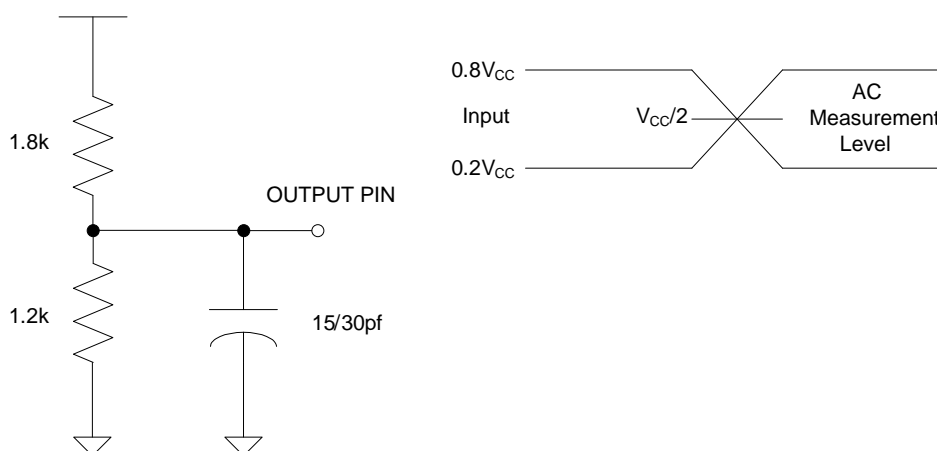 1.8k
OUTPUT PIN
1.2k
15/30pf
0.8VCC
Input
VCC/2
0.2VCC
AC
Measurement
Level